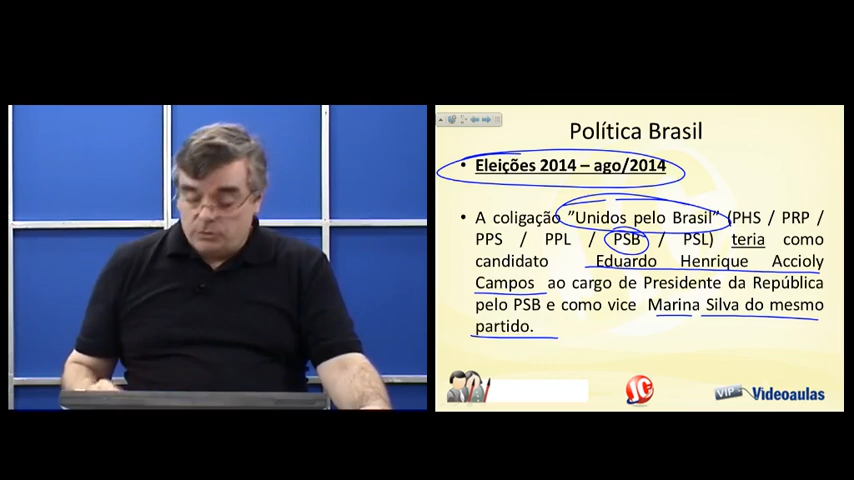 Política Brasil
• Eleições 2014 – ago/2014
• A coligação ”Unidos pelo Brasil” (PHS / PRP /
PPS / PPL / PSB / PSL) teria como
candidato Eduardo Henrique Accioly
Campos ao cargo de Presidente da República
pelo PSB e como vice Marina Silva do mesmo
partido.
JC
VIP Videoaulas